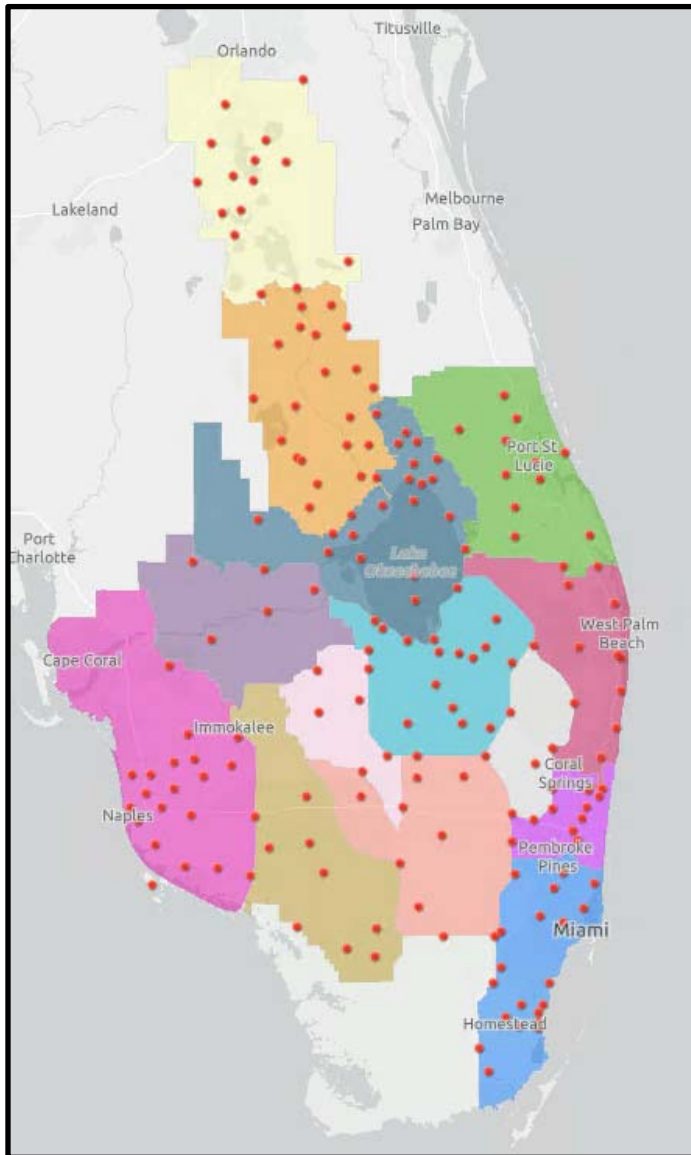 Titusville
Orlando
Lakeland
Melbourne
Palm Bay
Port St
Lucie
Port
Charlotte
Lake
Okeechobee
West Palm
Beach
Cape Coral
Immokalee
Coral
Springs
Naples
Pembroke
Pines
Miami
Homestead